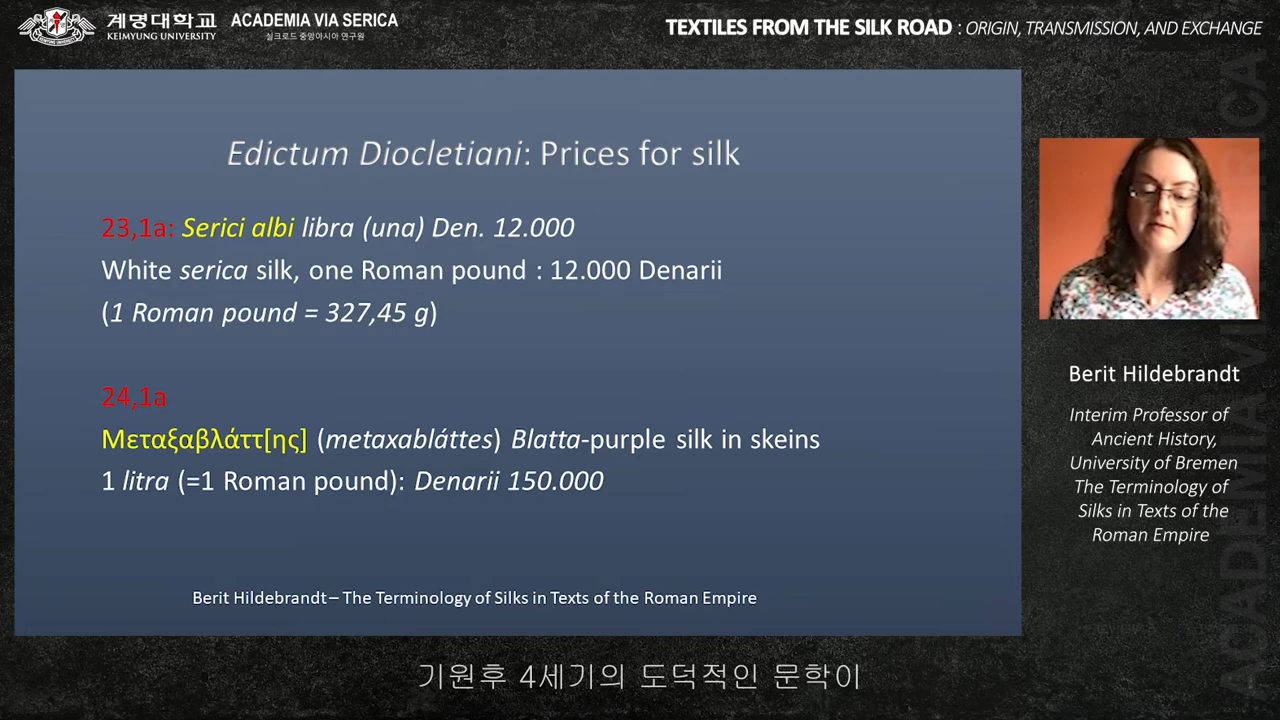 계명대학교
KEIMYUNG UNIVERSITY
ACADEMIA VIA SERICA
실크로드 중앙아시아 연구원
TEXTILES FROM THE SILK ROAD : ORIGIN, TRANSMISSION, AND EXCHANGE
Edictum Diocletiani: Prices for silk
23,1a: Serici albi libra (una) Den. 12.000
White serica silk, one Roman pound : 12.000 Denarii
(1 Roman pound = 327,45 g)
24,1a
Μεταξαβλάττ[ης] (metaxabláttes) Blatta-purple silk in skeins
1 litra (=1 Roman pound): Denarii 150.000
Berit Hildebrandt – The Terminology of Silks in Texts of the Roman Empire
Berit Hildebrandt
Interim Professor of
Ancient History,
University of Bremen
The Terminology of
Silks in Texts of the
Roman Empire
ACADEMIA VIA SERICA
기원후 4세기의 도덕적인 문학이